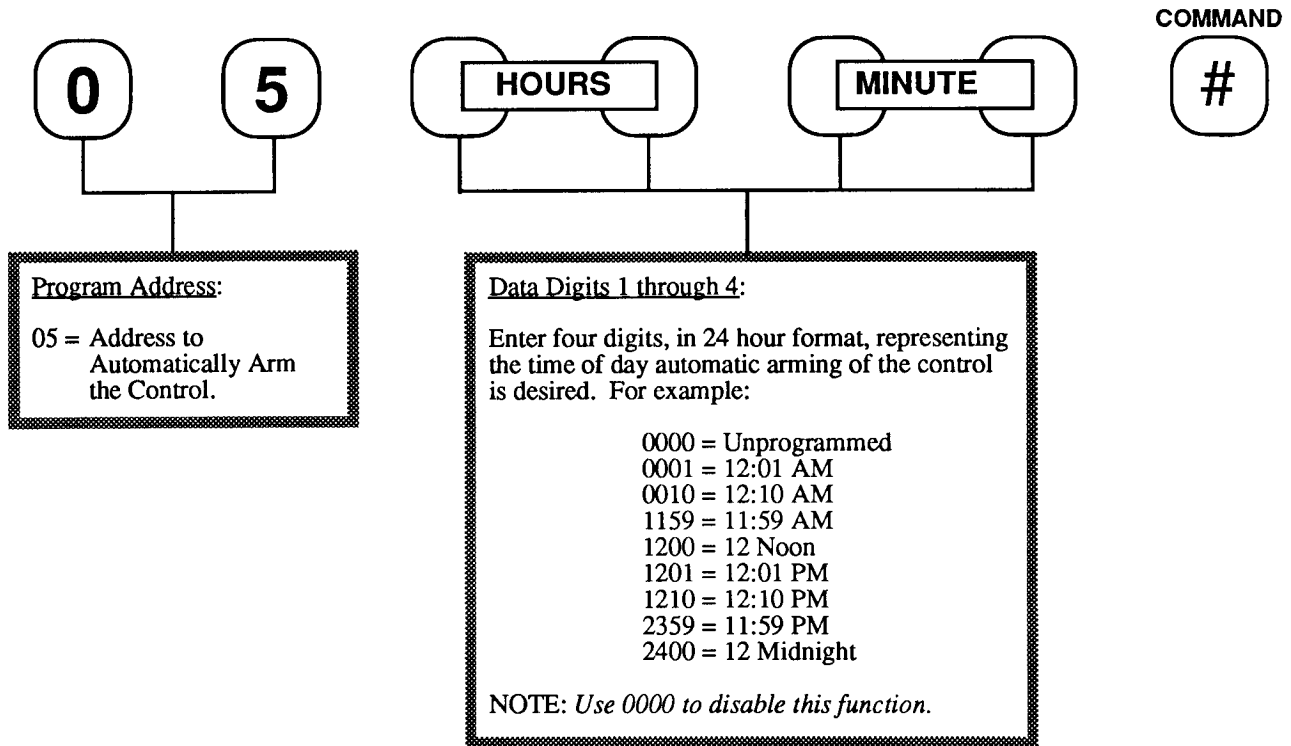 COMMAND
0 5 HOURS MINUTE #
Program Address:
05 = Address to
Automatically Arm
the Control.
Data Digits 1 through 4:
Enter four digits, in 24 hour format, representing
the time of day automatic arming of the control
is desired. For example:
0000 = Unprogrammed
0001 = 12:01 AM
0010 = 12:10 AM
1159 = 11:59 AM
1200 = 12 Noon
1201 = 12:01 PM
1210 = 12:10 PM
2359 = 11:59 PM
2400 = 12 Midnight
NOTE: Use 0000 to disable this function.